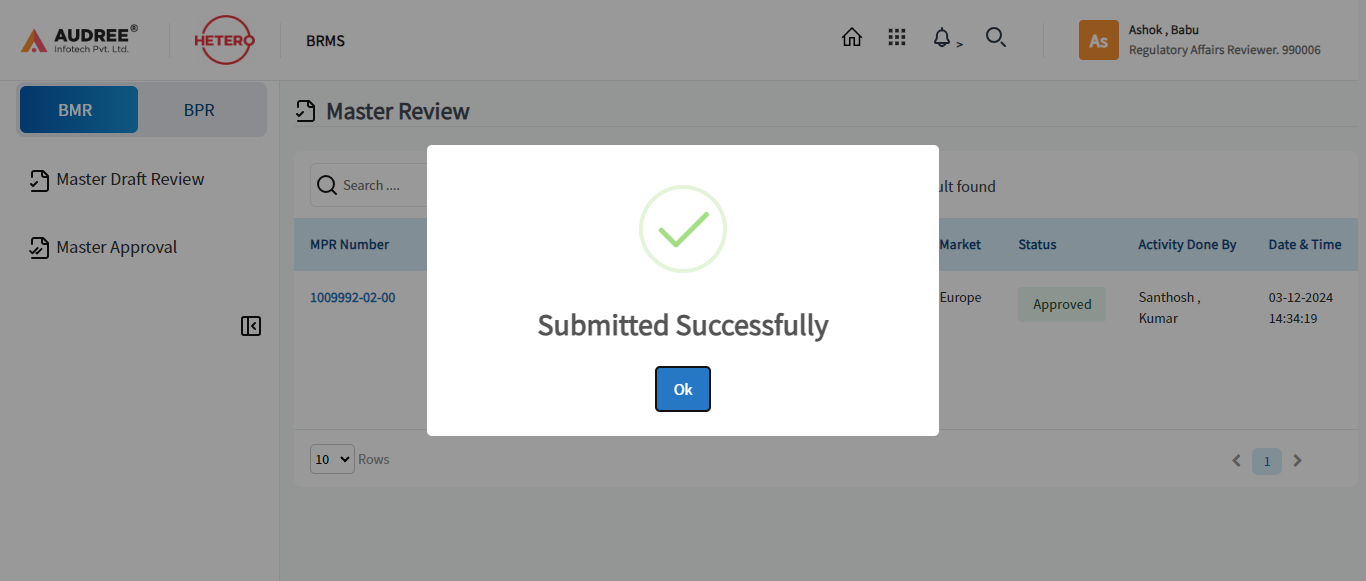 AUDREE®
Infotech Pvt. Ltd.
HETERO
BRMS
>
As
Ashok , Babu
Regulatory Affairs Reviewer. 990006
BMR
BPR
Master Review
Master Draft Review
Master Approval
Search ....
ult found
MPR Number
Market
Status
Activity Done By
Date & Time
1009992-02-00
Europe
Approved
Santhosh ,
Kumar
03-12-2024
14:34:19
Submitted Successfully
Ok
10
Rows
1